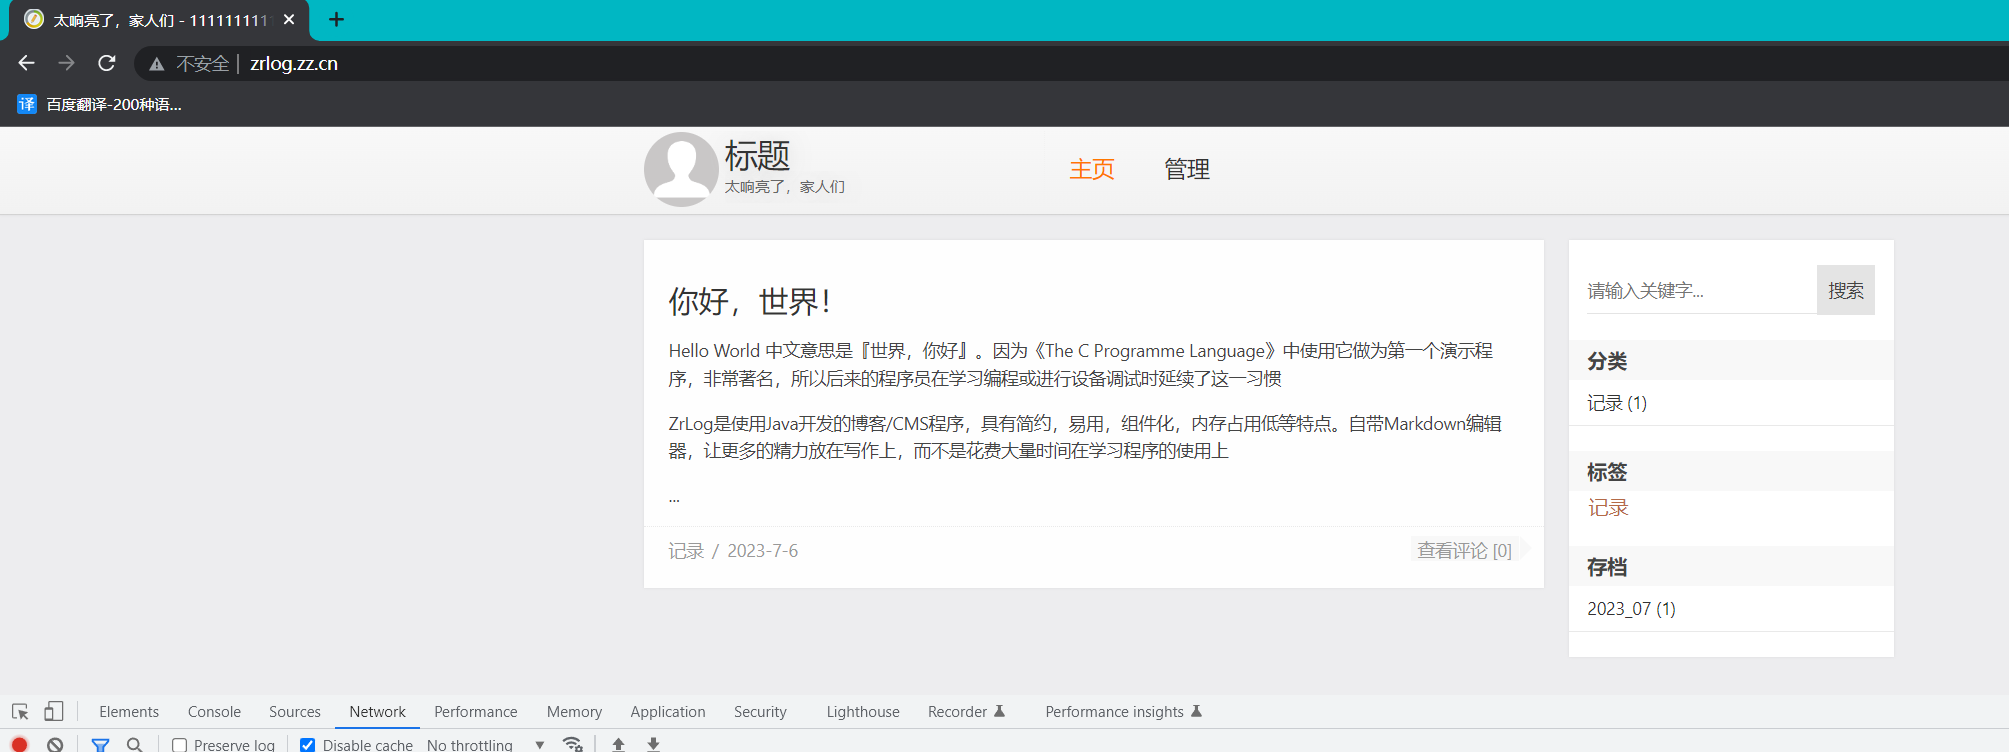 太响亮了，家人们 - 1111111111
不安全 | zrlog.zz.cn
译 百度翻译-200种语...
标题
太响亮了，家人们
主页 管理
你好，世界！
Hello World 中文意思是『世界，你好』。因为《The C Programme Language》中使用它做为第一个演示程
序，非常著名，所以后来的程序员在学习编程或进行设备调试时延续了这一习惯
ZrLog是使用Java开发的博客/CMS程序，具有简约，易用，组件化，内存占用低等特点。自带Markdown编辑
器，让更多的精力放在写作上，而不是花费大量时间在学习程序的使用上
...
记录 / 2023-7-6
查看评论 [0]
请输入关键字... 搜索
分类
记录 (1)
标签
记录
存档
2023_07 (1)
Elements Console Sources Network Performance Memory Application Security Lighthouse Recorder Performance insights
Preserve log Disable cache No throttling